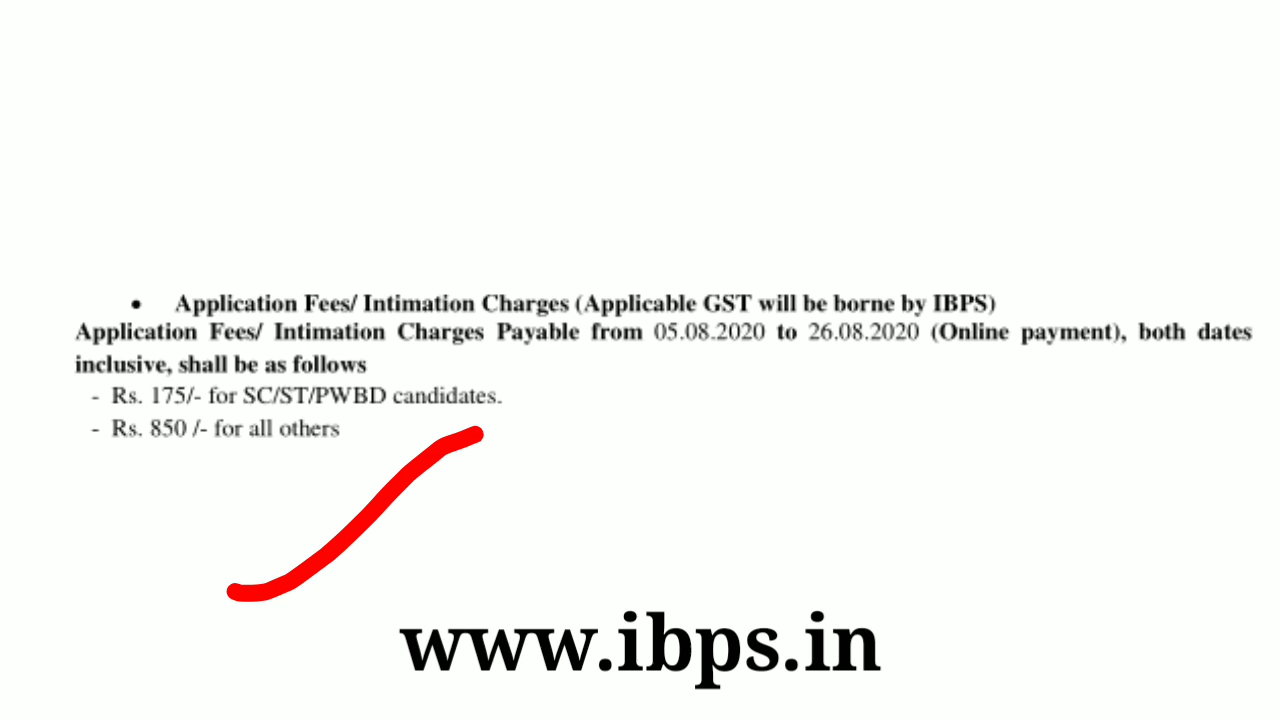 • Application Fees/ Intimation Charges (Applicable GST will be borne by IBPS)
Application Fees/ Intimation Charges Payable from 05.08.2020 to 26.08.2020 (Online payment), both dates
inclusive, shall be as follows
- Rs. 175/- for SC/ST/PWBD candidates.
- Rs. 850 /- for all others
www.ibps.in